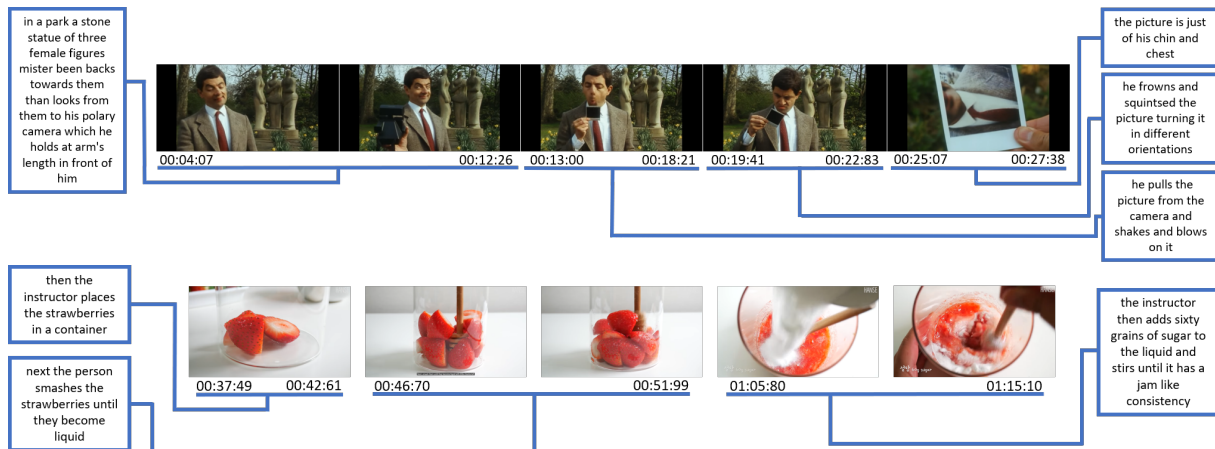 in a park a stone
statue of three
female figures
mister been backs
towards them
than looks from
them to his polary
camera which he
holds at arm's
length in front of
him
00:04:07
00:12:26
00:13:00
00:18:21
00:19:41
00:22:83
00:25:07
00:27:38
the picture is just
of his chin and
chest
he frowns and
squintsed the
picture turning it
in different
orientations
he pulls the
picture from the
camera and
shakes and blows
on it
then the
instructor places
the strawberries
in a container
next the person
smashes the
strawberries until
they become
liquid
00:37:49
00:42:61
00:46:70
00:51:99
01:05:80
01:15:10
the instructor
then adds sixty
grains of sugar to
the liquid and
stirs until it has a
jam like
consistency